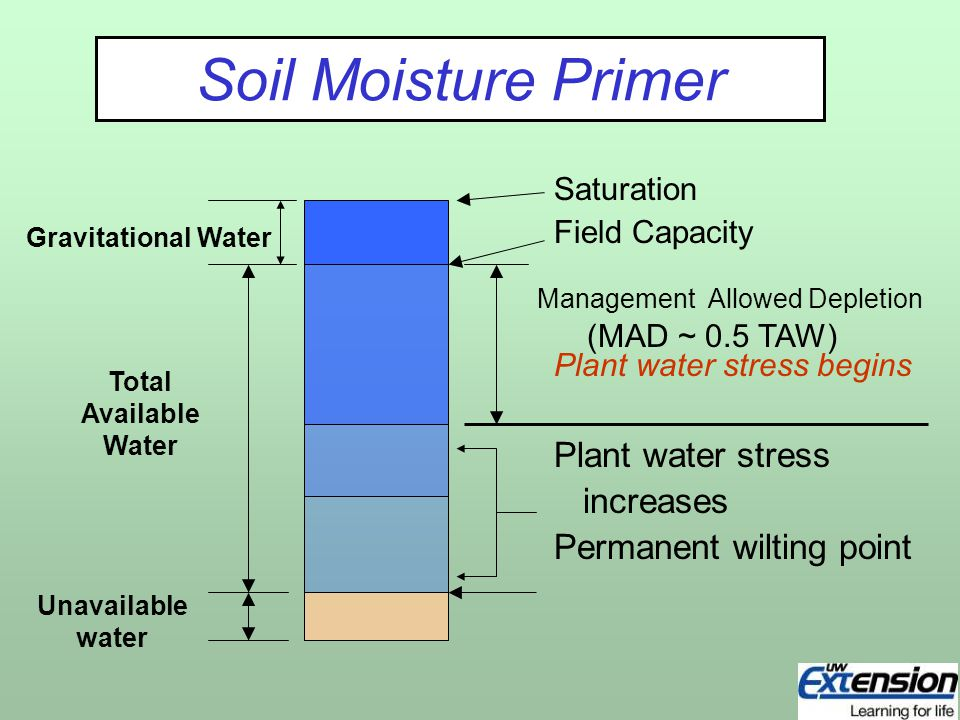 Soil Moisture Primer
Saturation
Gravitational Water
Field Capacity
Management Allowed Depletion
(MAD ~ 0.5 TAW)
Plant water stress begins
Total
Available
Water
Plant water stress
increases
Permanent wilting point
Unavailable
water
UW
Extension
Learning for life